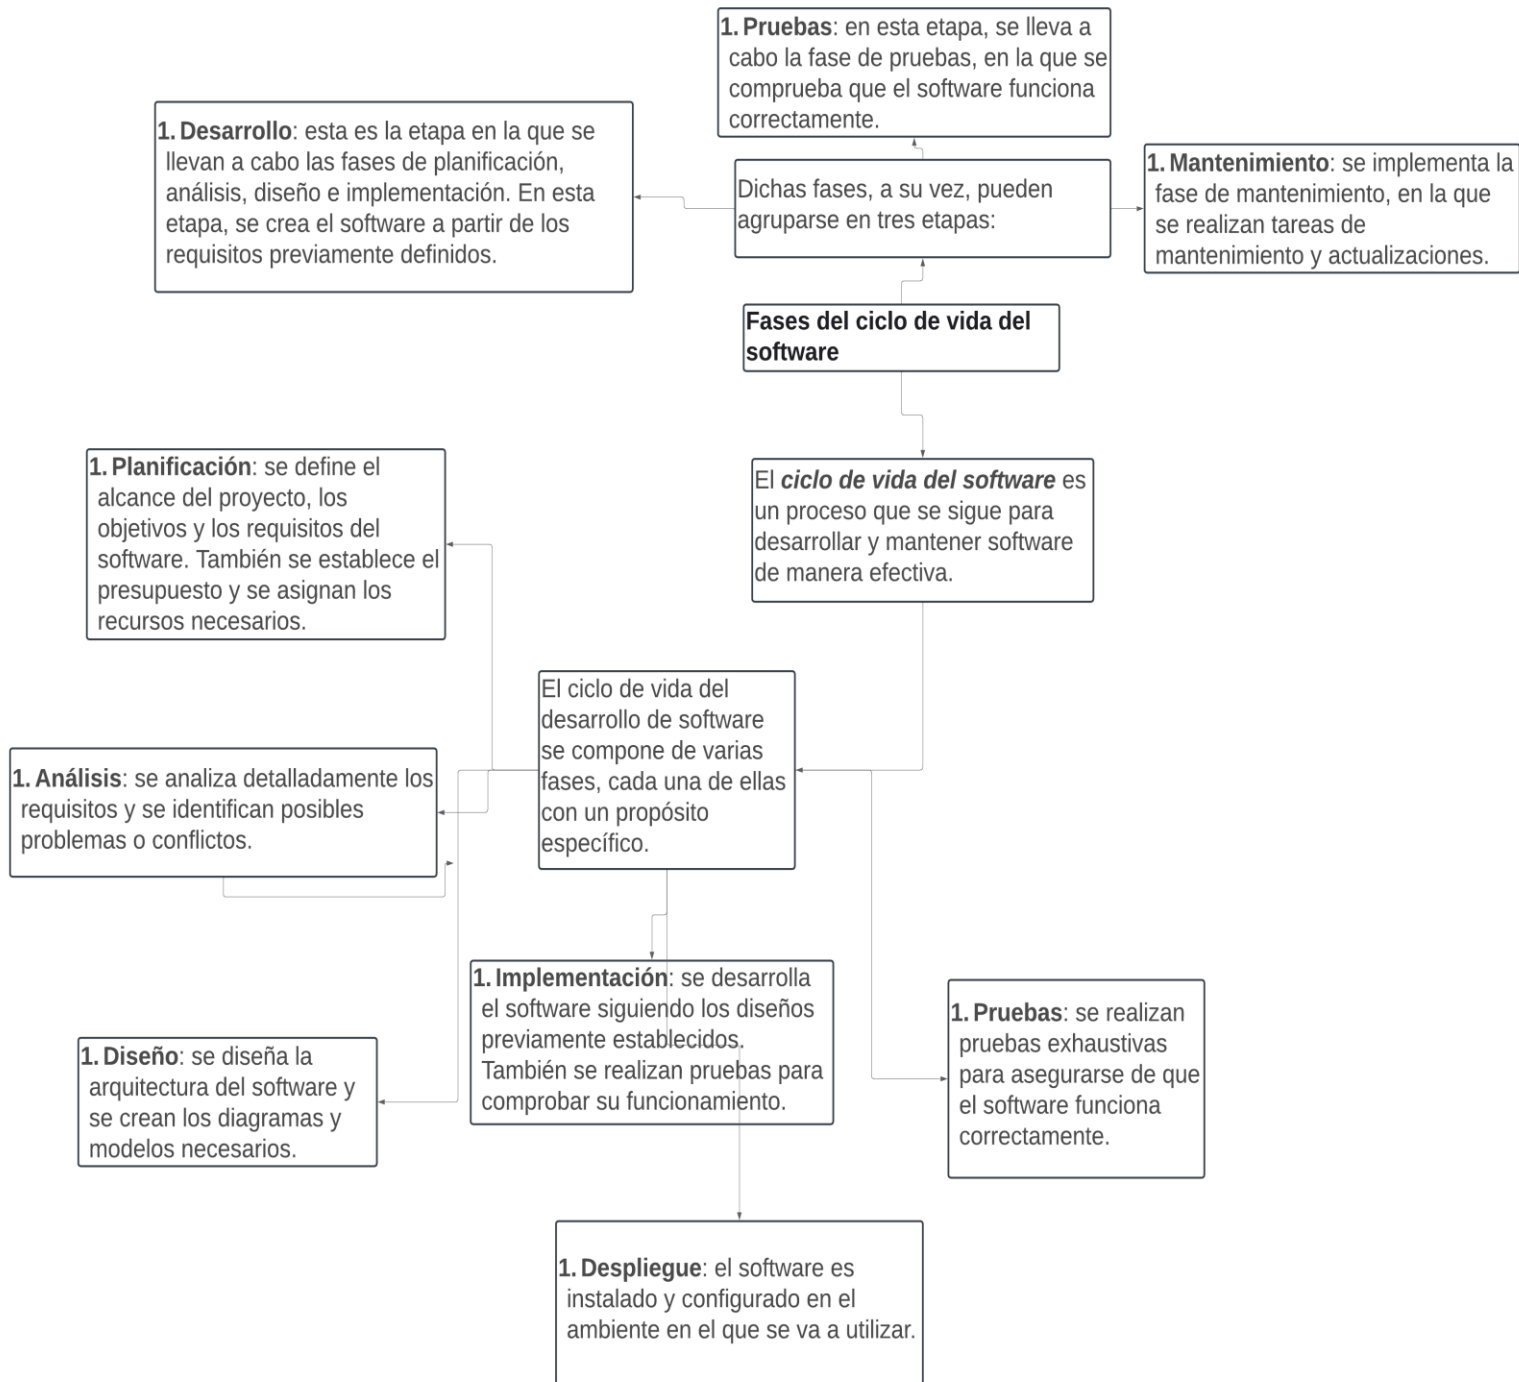 1. Pruebas: en esta etapa, se lleva a
cabo la fase de pruebas, en la que se
comprueba que el software funciona
correctamente.
1. Desarrollo: esta es la etapa en la que se
llevan a cabo las fases de planificación,
análisis, diseño e implementación. En esta
etapa, se crea el software a partir de los
requisitos previamente definidos.
Dichas fases, a su vez, pueden
agruparse en tres etapas:
1. Mantenimiento: se implementa la
fase de mantenimiento, en la que
se realizan tareas de
mantenimiento y actualizaciones.
Fases del ciclo de vida del
software
1. Planificación: se define el
alcance del proyecto, los
objetivos y los requisitos del
software. También se establece el
presupuesto y se asignan los
recursos necesarios.
El ciclo de vida del software es
un proceso que se sigue para
desarrollar y mantener software
de manera efectiva.
El ciclo de vida del
desarrollo de software
se compone de varias
fases, cada una de ellas
con un propósito
específico.
1. Análisis: se analiza detalladamente los
requisitos y se identifican posibles
problemas o conflictos.
1. Implementación: se desarrolla
el software siguiendo los diseños
previamente establecidos.
También se realizan pruebas para
comprobar su funcionamiento.
1. Pruebas: se realizan
pruebas exhaustivas
para asegurarse de que
el software funciona
correctamente.
1. Diseño: se diseña la
arquitectura del software y
se crean los diagramas y
modelos necesarios.
1. Despliegue: el software es
instalado y configurado en el
ambiente en el que se va a utilizar.